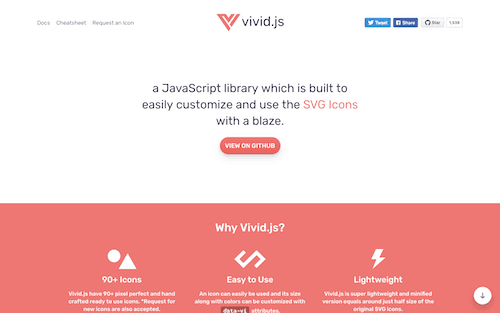 Docs Cheatsheet Request an Icon
vivid.js
Tweet Share Star 1,538
a JavaScript library which is built to
easily customize and use the SVG Icons
with a blaze.
VIEW ON GITHUB
Why Vivid.js?
90+ Icons
Vivid.js have 90+ pixel perfect and hand
crafted ready to use icons. *Request for
new icons are also accepted.
Easy to Use
An icon can easily be used and its size
along with colors can be customized with
data-vi attributes.
Lightweight
Vivid.js is super lightweight and minified
version equals around just half size of the
original SVG Icons.